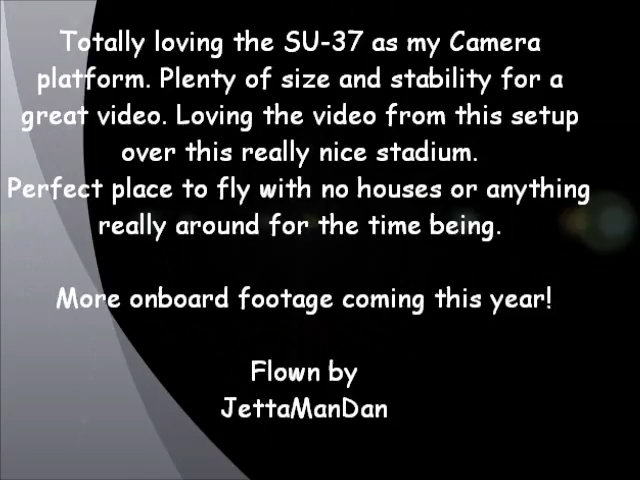 Totally loving the SU-37 as my Camera
platform. Plenty of size and stability for a
great video. Loving the video from this setup
over this really nice stadium.
Perfect place to fly with no houses or anything
really around for the time being.
More onboard footage coming this year!
Flown by
JettaManDan